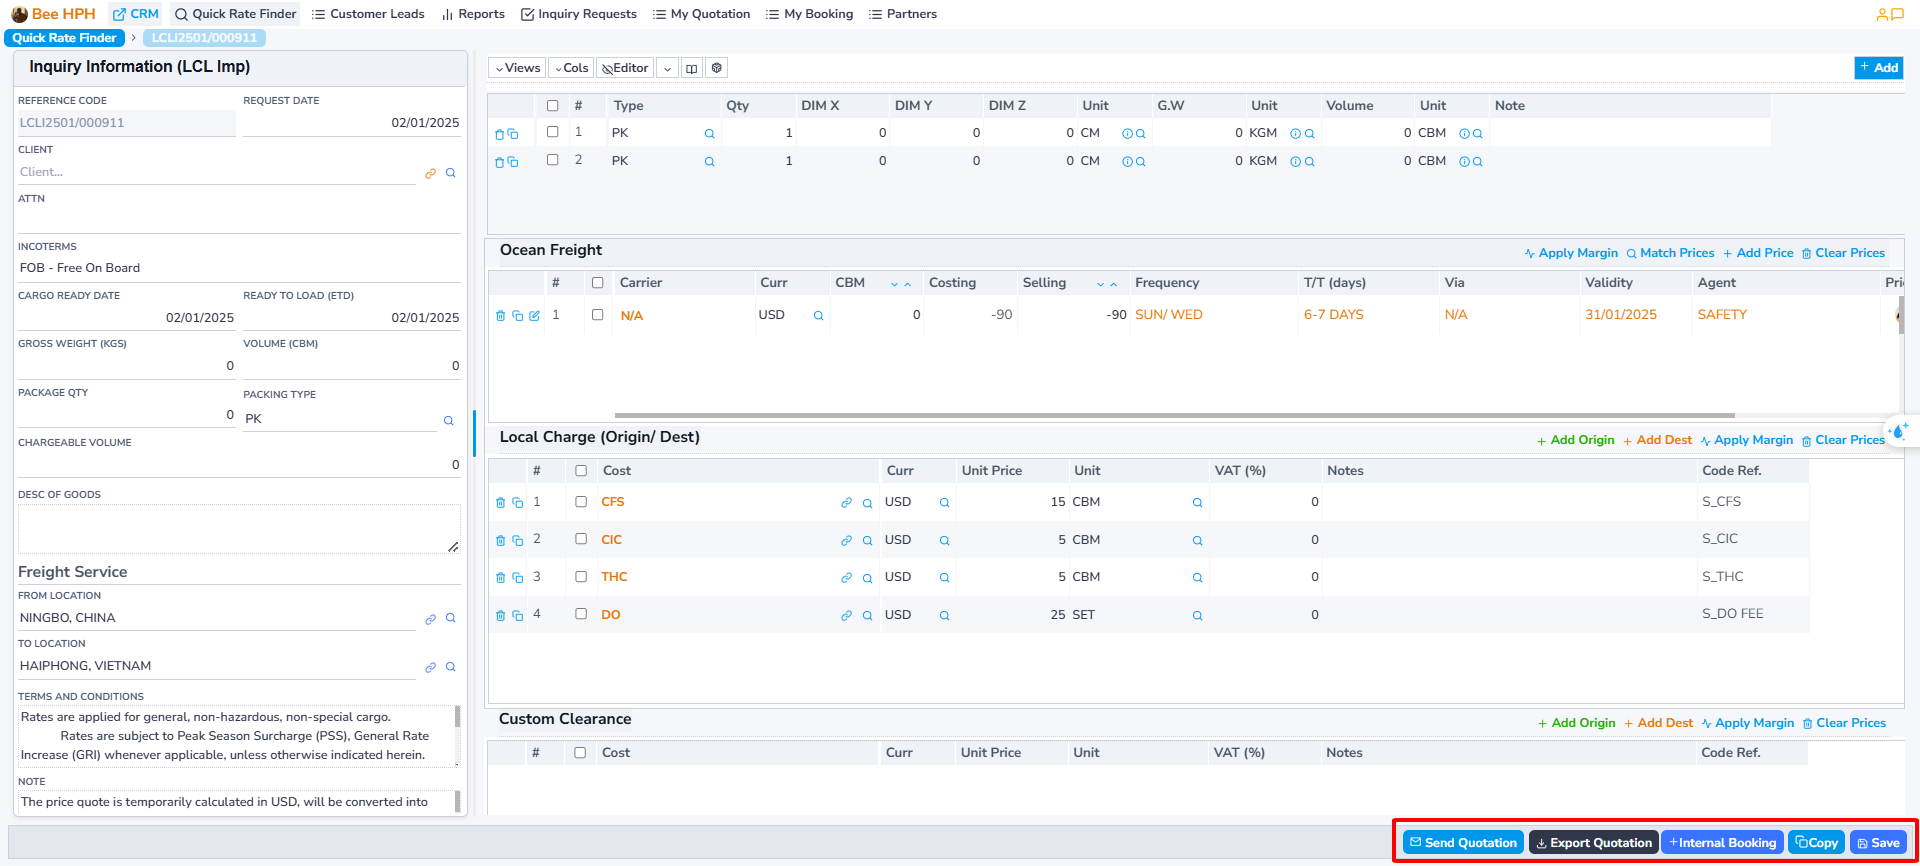 Bee HPH CRM Quick Rate Finder Customer Leads Reports Inquiry Requests My Quotation My Booking Partners
Quick Rate Finder > LCLI2501/000911
Inquiry Information (LCL Imp)
REFERENCE CODE REQUEST DATE
LCLI2501/000911 02/01/2025
CLIENT
Client...
ATTN
INCOTERMS
FOB - Free On Board
CARGO READY DATE READY TO LOAD (ETD)
02/01/2025 02/01/2025
GROSS WEIGHT (KGS) VOLUME (CBM)
0 0
PACKAGE QTY PACKING TYPE
0 PK
CHARGEABLE VOLUME
0
DESC OF GOODS
Freight Service
FROM LOCATION
NINGBO, CHINA
TO LOCATION
HAIPHONG, VIETNAM
TERMS AND CONDITIONS
Rates are applied for general, non-hazardous, non-special cargo.
Rates are subject to Peak Season Surcharge (PSS), General Rate
Increase (GRI) whenever applicable, unless otherwise indicated herein.
NOTE
The price quote is temporarily calculated in USD, will be converted into
Views Cols Editor + Add
# Type Qty DIM X DIM Y DIM Z Unit G.W Unit Volume Unit Note
1 PK 1 0 0 0 CM 0 KGM 0 CBM
2 PK 1 0 0 0 CM 0 KGM 0 CBM
Ocean Freight Apply Margin Match Prices + Add Price Clear Prices
# Carrier Curr CBM Costing Selling Frequency T/T (days) Via Validity Agent Pri
1 N/A USD 0 -90 -90 SUN/ WED 6-7 DAYS N/A 31/01/2025 SAFETY
Local Charge (Origin/ Dest) + Add Origin + Add Dest Apply Margin Clear Prices
# Cost Curr Unit Price Unit VAT (%) Notes Code Ref.
1 CFS USD 15 CBM 0 S_CFS
2 CIC USD 5 CBM 0 S_CIC
3 THC USD 5 CBM 0 S_THC
4 DO USD 25 SET 0 S_DO FEE
Custom Clearance + Add Origin + Add Dest Apply Margin Clear Prices
# Cost Curr Unit Price Unit VAT (%) Notes Code Ref.
Send Quotation Export Quotation +Internal Booking Copy Save